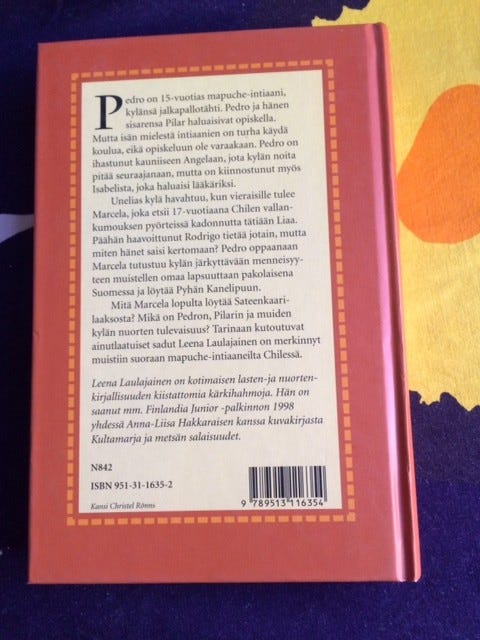 Pedro on 15-vuotias mapuche-intiaani,
kylänsä jalkapallotähti. Pedro ja hänen
sisarensa Pilar haluaisivat opiskella.
Mutta isän mielestä intiaanien on turha käydä
koulua, eikä opiskeluun ole varaakaan. Pedro on
ihastunut kauniiseen Angelaan, jota kylän noita
pitää seuraajanaan, mutta on kiinnostunut myös
Isabelista, joka haluaisi lääkäriksi.
Unelias kylä havahtuu, kun vieraisille tulee
Marcela, joka etsii 17-vuotiaana Chilen vallan-
kumouksen pyörteissä kadonnutta tätiään Liaa.
Päähän haavoittunut Rodrigo tietää jotain, mutta
miten hänet saisi kertomaan? Pedro oppaanaan
Marcela tutustuu kylän järkyttävään menneisyy-
teen muistellen omaa lapsuuttaan pakolaisena
Suomessa ja löytää Pyhän Kanelipuun.
Mitä Marcela lopulta löytää Sateenkaari-
laaksosta? Mikä on Pedron, Pilarin ja muiden
kylän nuorten tulevaisuus? Tarinaan kutoutuvat
ainutlaatuiset sadut Leena Laulajainen on merkinnyt
muistiin suoraan mapuche-intiaaneilta Chilessä.
Leena Laulajainen on kotimaisen lasten-ja nuorten-
kirjallisuuden kiistattomia kärkihahmoja. Hän on
saanut mm. Finlandia Junior -palkinnon 1998
yhdessä Anna-Liisa Hakkaraisen kanssa kuvakirjasta
Kultamarja ja metsän salaisuudet.
N842
ISBN 951-31-1635-2
Kansi Christel Rönns
9 789513 116354